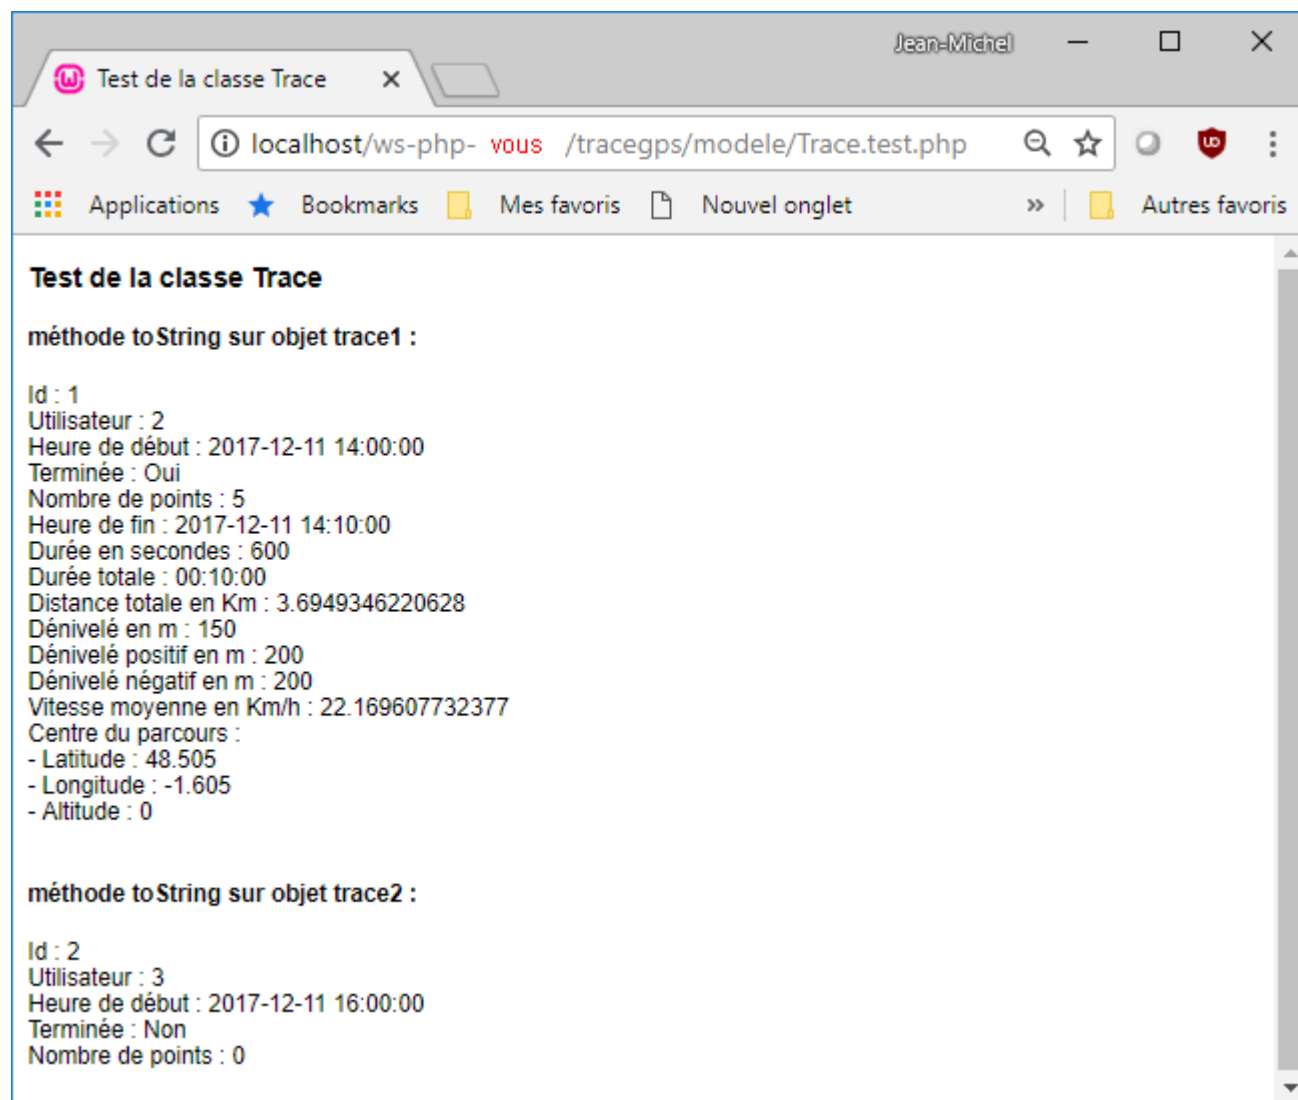 Jean-Michel
Test de la classe Trace
localhost/ws-php- vous /tracegps/modele/Trace.test.php
Applications Bookmarks Mes favoris Nouvel onglet » Autres favoris
Test de la classe Trace
méthode toString sur objet trace1 :
Id : 1
Utilisateur : 2
Heure de début : 2017-12-11 14:00:00
Terminée : Oui
Nombre de points : 5
Heure de fin : 2017-12-11 14:10:00
Durée en secondes : 600
Durée totale : 00:10:00
Distance totale en Km : 3.6949346220628
Dénivelé en m : 150
Dénivelé positif en m : 200
Dénivelé négatif en m : 200
Vitesse moyenne en Km/h : 22.169607732377
Centre du parcours :
- Latitude : 48.505
- Longitude : -1.605
- Altitude : 0
méthode toString sur objet trace2 :
Id : 2
Utilisateur : 3
Heure de début : 2017-12-11 16:00:00
Terminée : Non
Nombre de points : 0